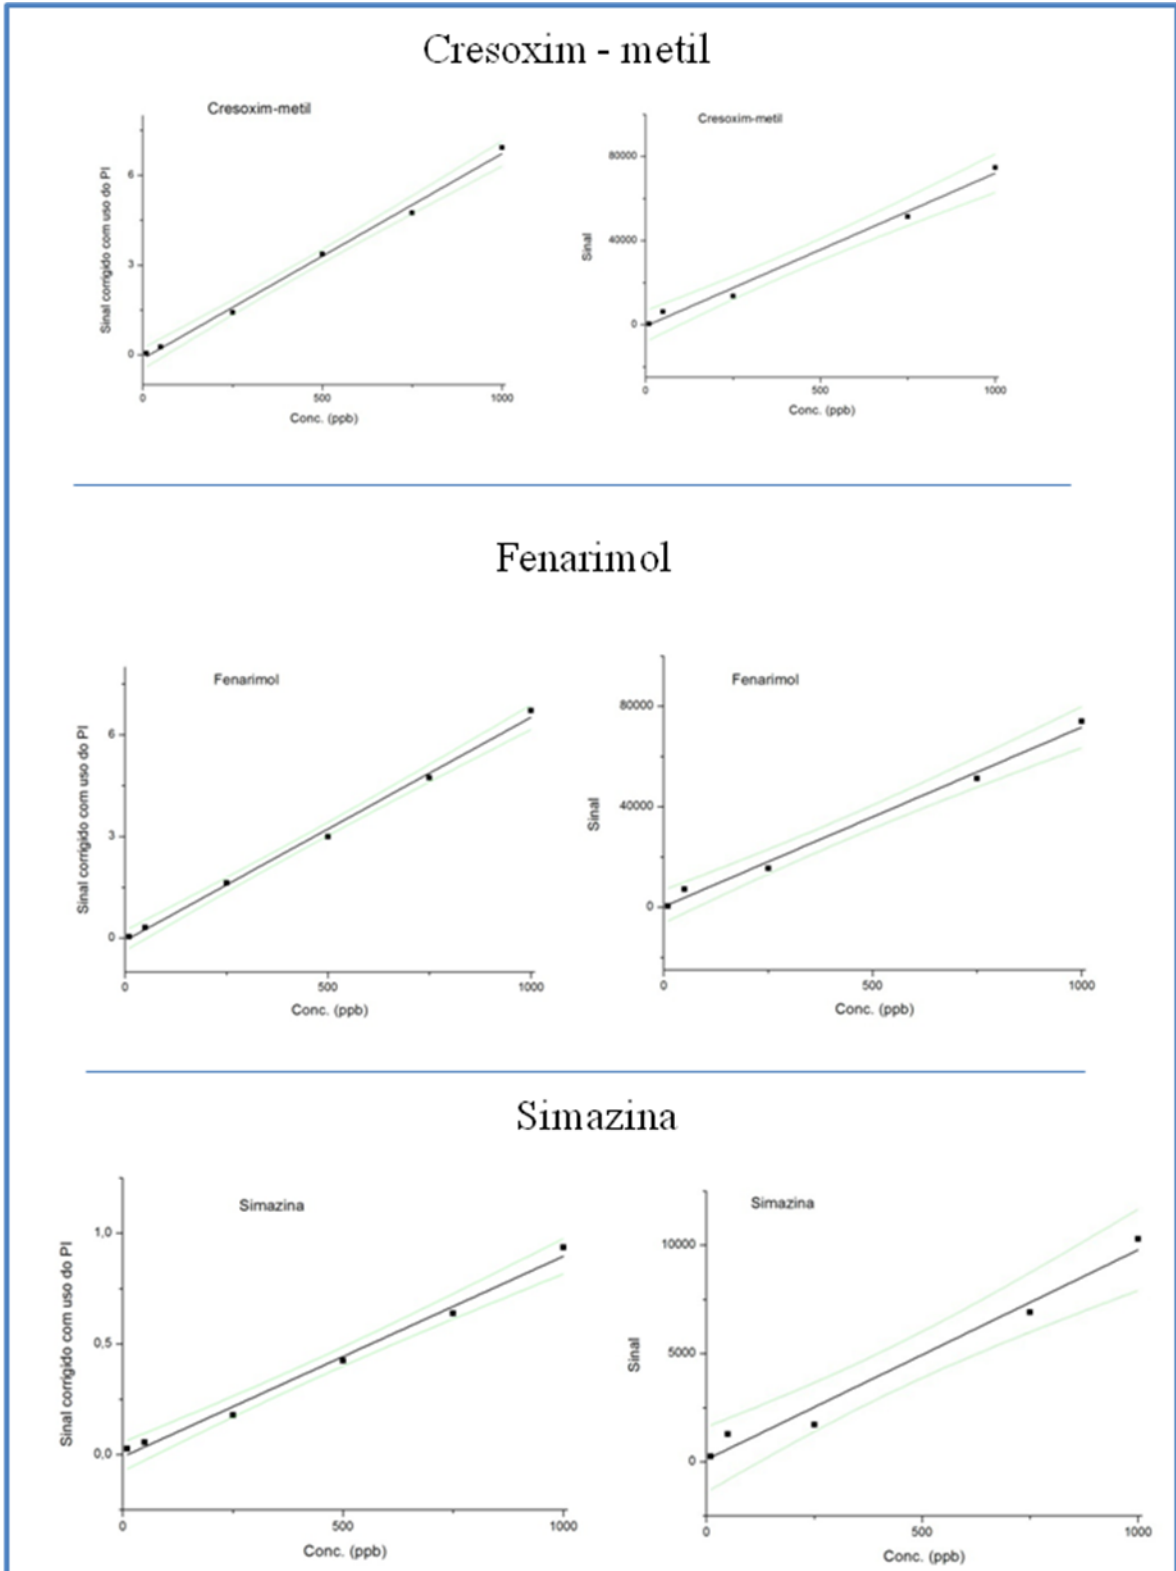 Cresoxim - metil
Cresoxim-metil
Sinal corrigido com uso do PI
6
3
0
0
500
1000
Conc. (ppb)
Cresoxim-metil
Sinal
80000
40000
0
0
500
1000
Conc. (ppb)
Fenarimol
Fenarimol
Sinal corrigido com uso do PI
6
3
0
0
500
1000
Conc. (ppb)
Fenarimol
Sinal
80000
40000
0
0
500
1000
Conc. (ppb)
Simazina
Simazina
Sinal corrigido com uso do PI
1,0
0,5
0,0
0
500
1000
Conc. (ppb)
Simazina
Sinal
10000
5000
0
0
500
1000
Conc. (ppb)